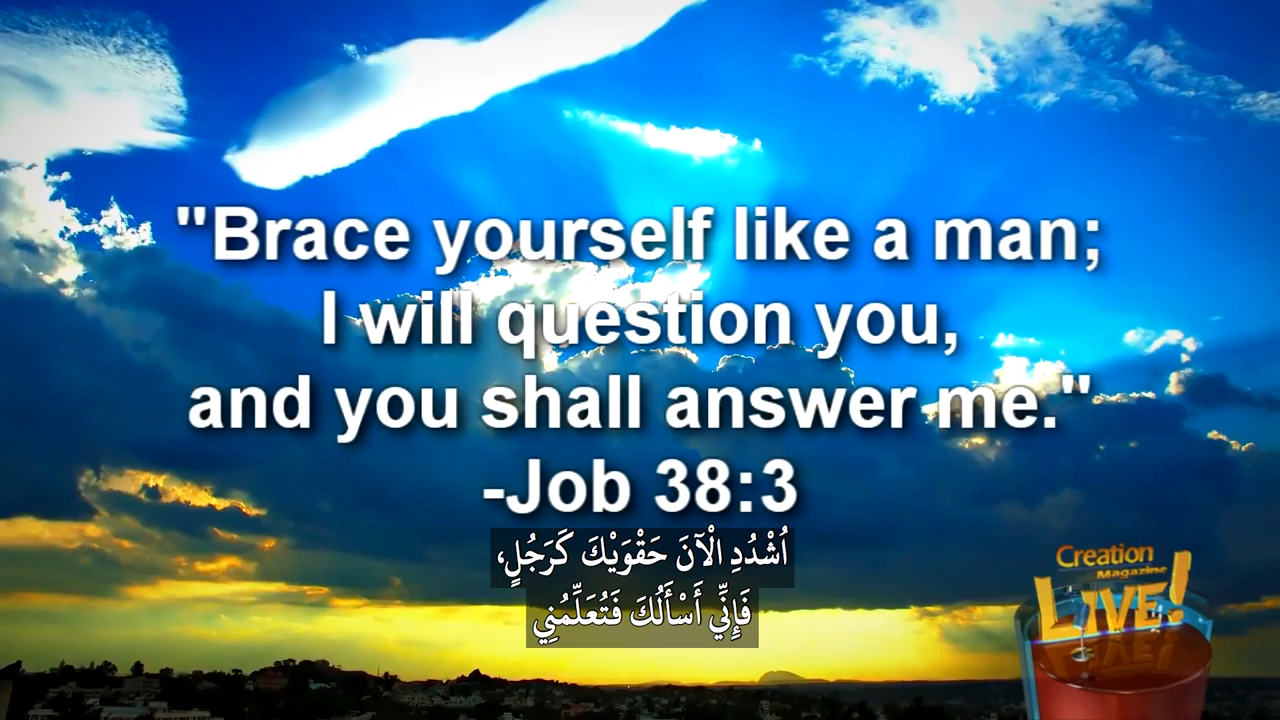 "Brace yourself like a man;
I will question you,
and you shall answer me."
-Job 38:3
اُشْدُدِ الْآنَ حَقْوَيْكَ كَرَجُلٍ،
فَإِنِّي أَسْأَلُكَ فَتُعَلِّمُنِي
Creation
Magazine
LIVE!